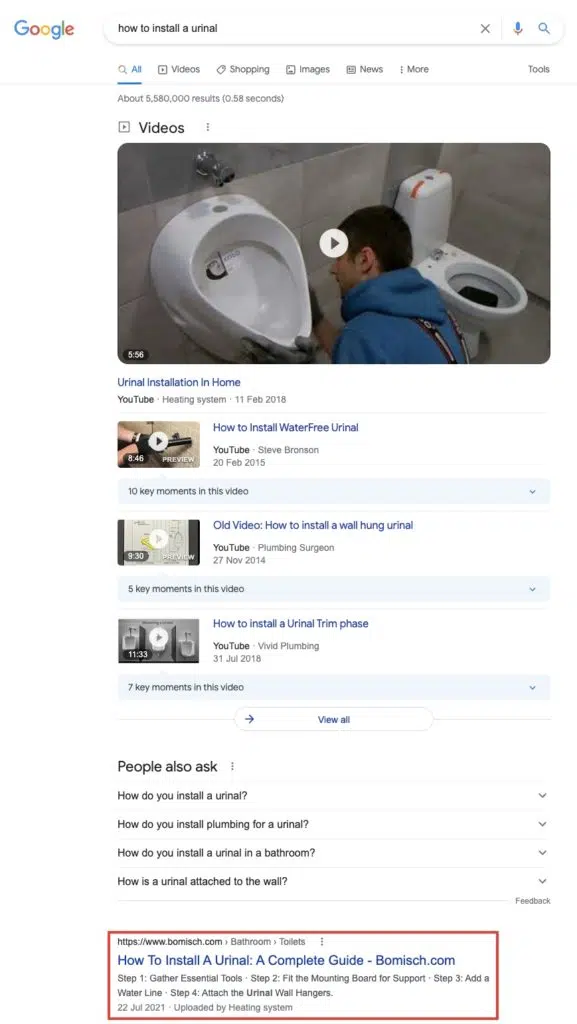 Google
how to install a urinal
All Videos Shopping Images News More Tools
About 5,580,000 results (0.58 seconds)
Videos
5:56
Urinal Installation In Home
YouTube · Heating system · 11 Feb 2018
How to Install WaterFree Urinal
YouTube · Steve Bronson
8:46 PREVIEW
20 Feb 2015
10 key moments in this video
Old Video: How to install a wall hung urinal
YouTube · Plumbing Surgeon
9:30 PREVIEW
27 Nov 2014
5 key moments in this video
How to install a Urinal Trim phase
YouTube · Vivid Plumbing
11:33
31 Jul 2018
7 key moments in this video
View all
People also ask
How do you install a urinal?
How do you install plumbing for a urinal?
How do you install a urinal in a bathroom?
How is a urinal attached to the wall?
Feedback
https://www.bomisch.com › Bathroom › Toilets
How To Install A Urinal: A Complete Guide - Bomisch.com
Step 1: Gather Essential Tools · Step 2: Fit the Mounting Board for Support · Step 3: Add a
Water Line · Step 4: Attach the Urinal Wall Hangers.
22 Jul 2021 · Uploaded by Heating system